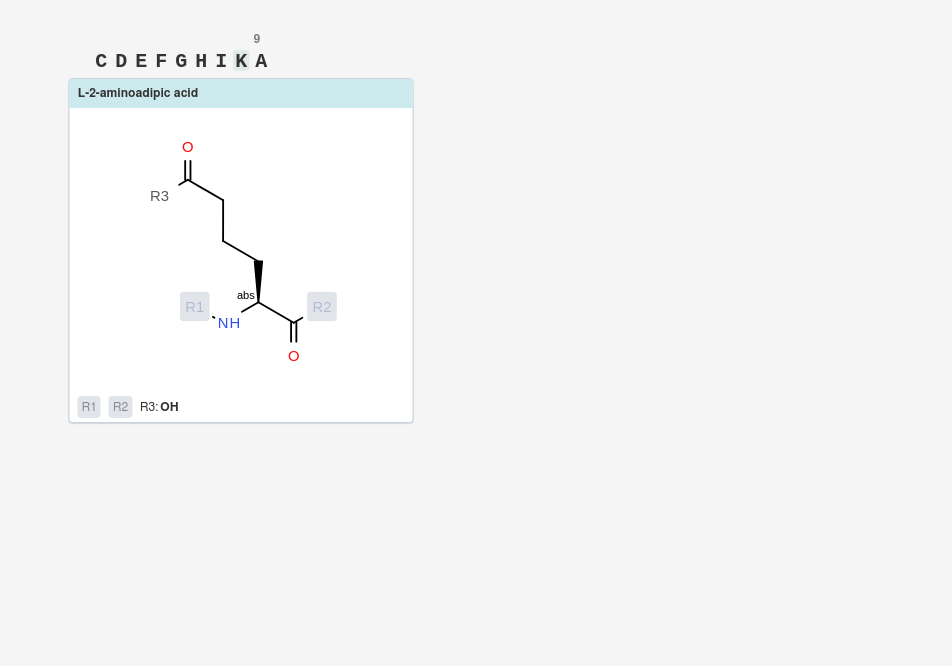 9
C D E F G H I K A
L-2-aminoadipic acid
O
R3
abs
R1 R2
NH
O
R1 R2 R3: OH